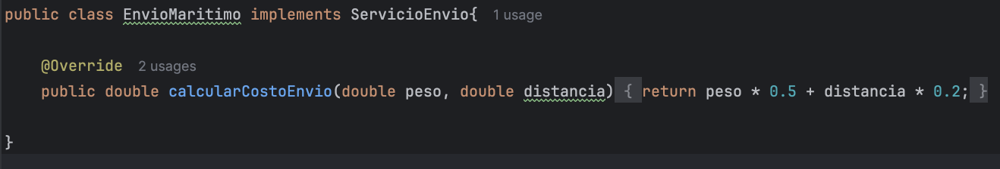 public class EnvioMaritimo implements ServicioEnvio{ 1 usage
@Override 2 usages
public double calcularCostoEnvio(double peso, double distancia) { return peso * 0.5 + distancia * 0.2; }
}